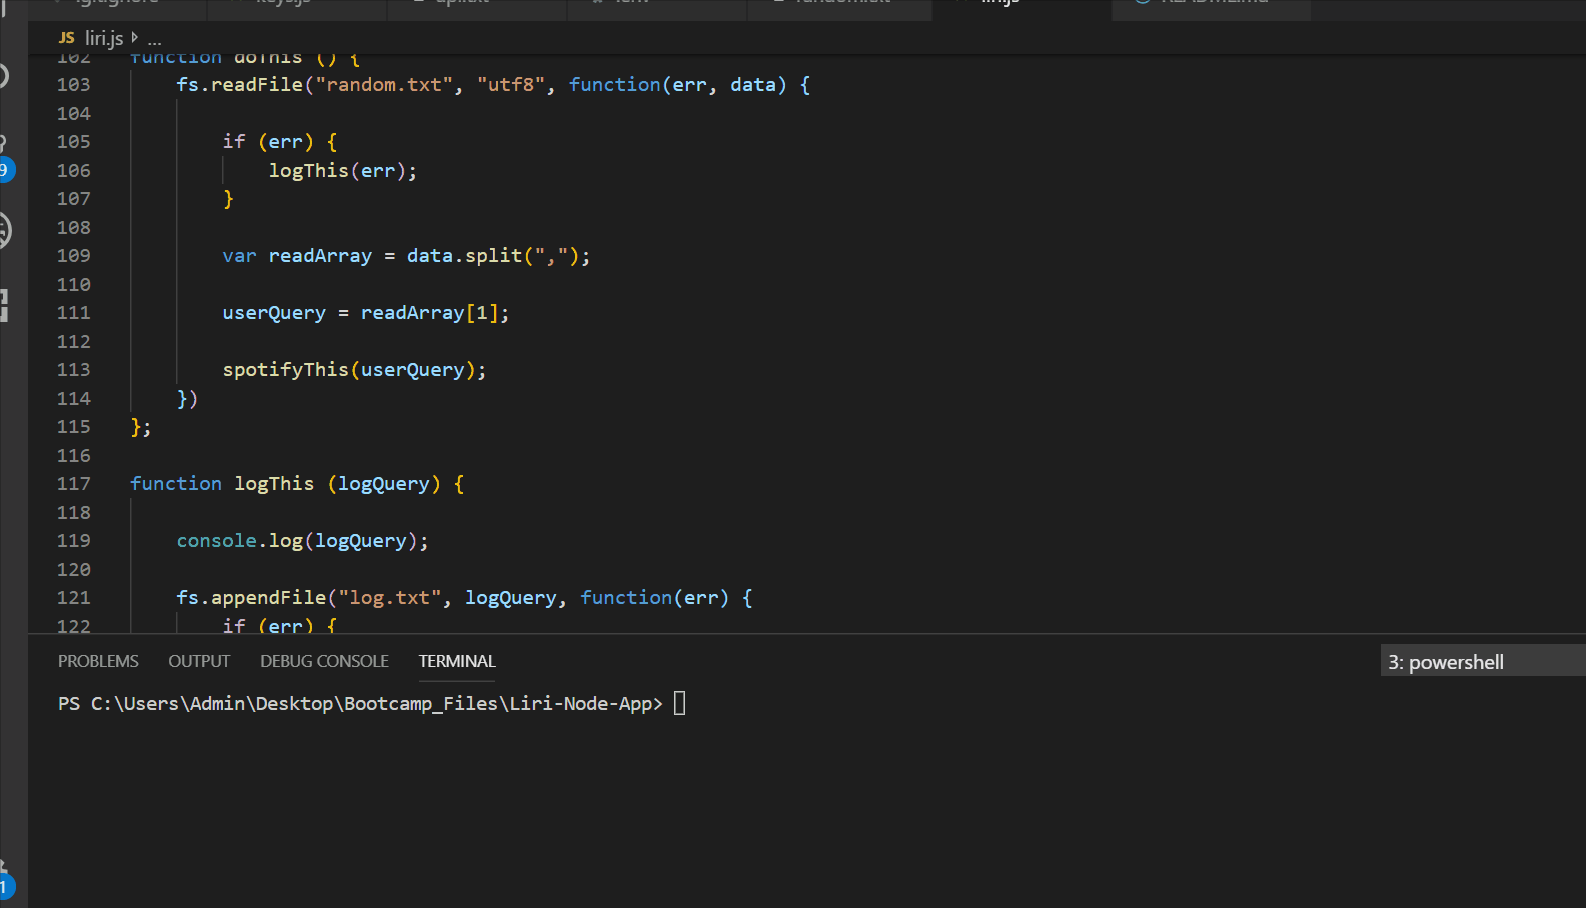 liri.js
JS liri.js ...
102 function doThis () {
103 fs.readFile("random.txt", "utf8", function(err, data) {
104
105 if (err) {
106 logThis(err);
107 }
108
109 var readArray = data.split(",");
110
111 userQuery = readArray[1];
112
113 spotifyThis(userQuery);
114 })
115 };
116
117 function logThis (logQuery) {
118
119 console.log(logQuery);
120
121 fs.appendFile("log.txt", logQuery, function(err) {
122 if (err) {
9
1
PROBLEMS OUTPUT DEBUG CONSOLE TERMINAL 3: powershell
PS C:\Users\Admin\Desktop\Bootcamp_Files\Liri-Node-App>